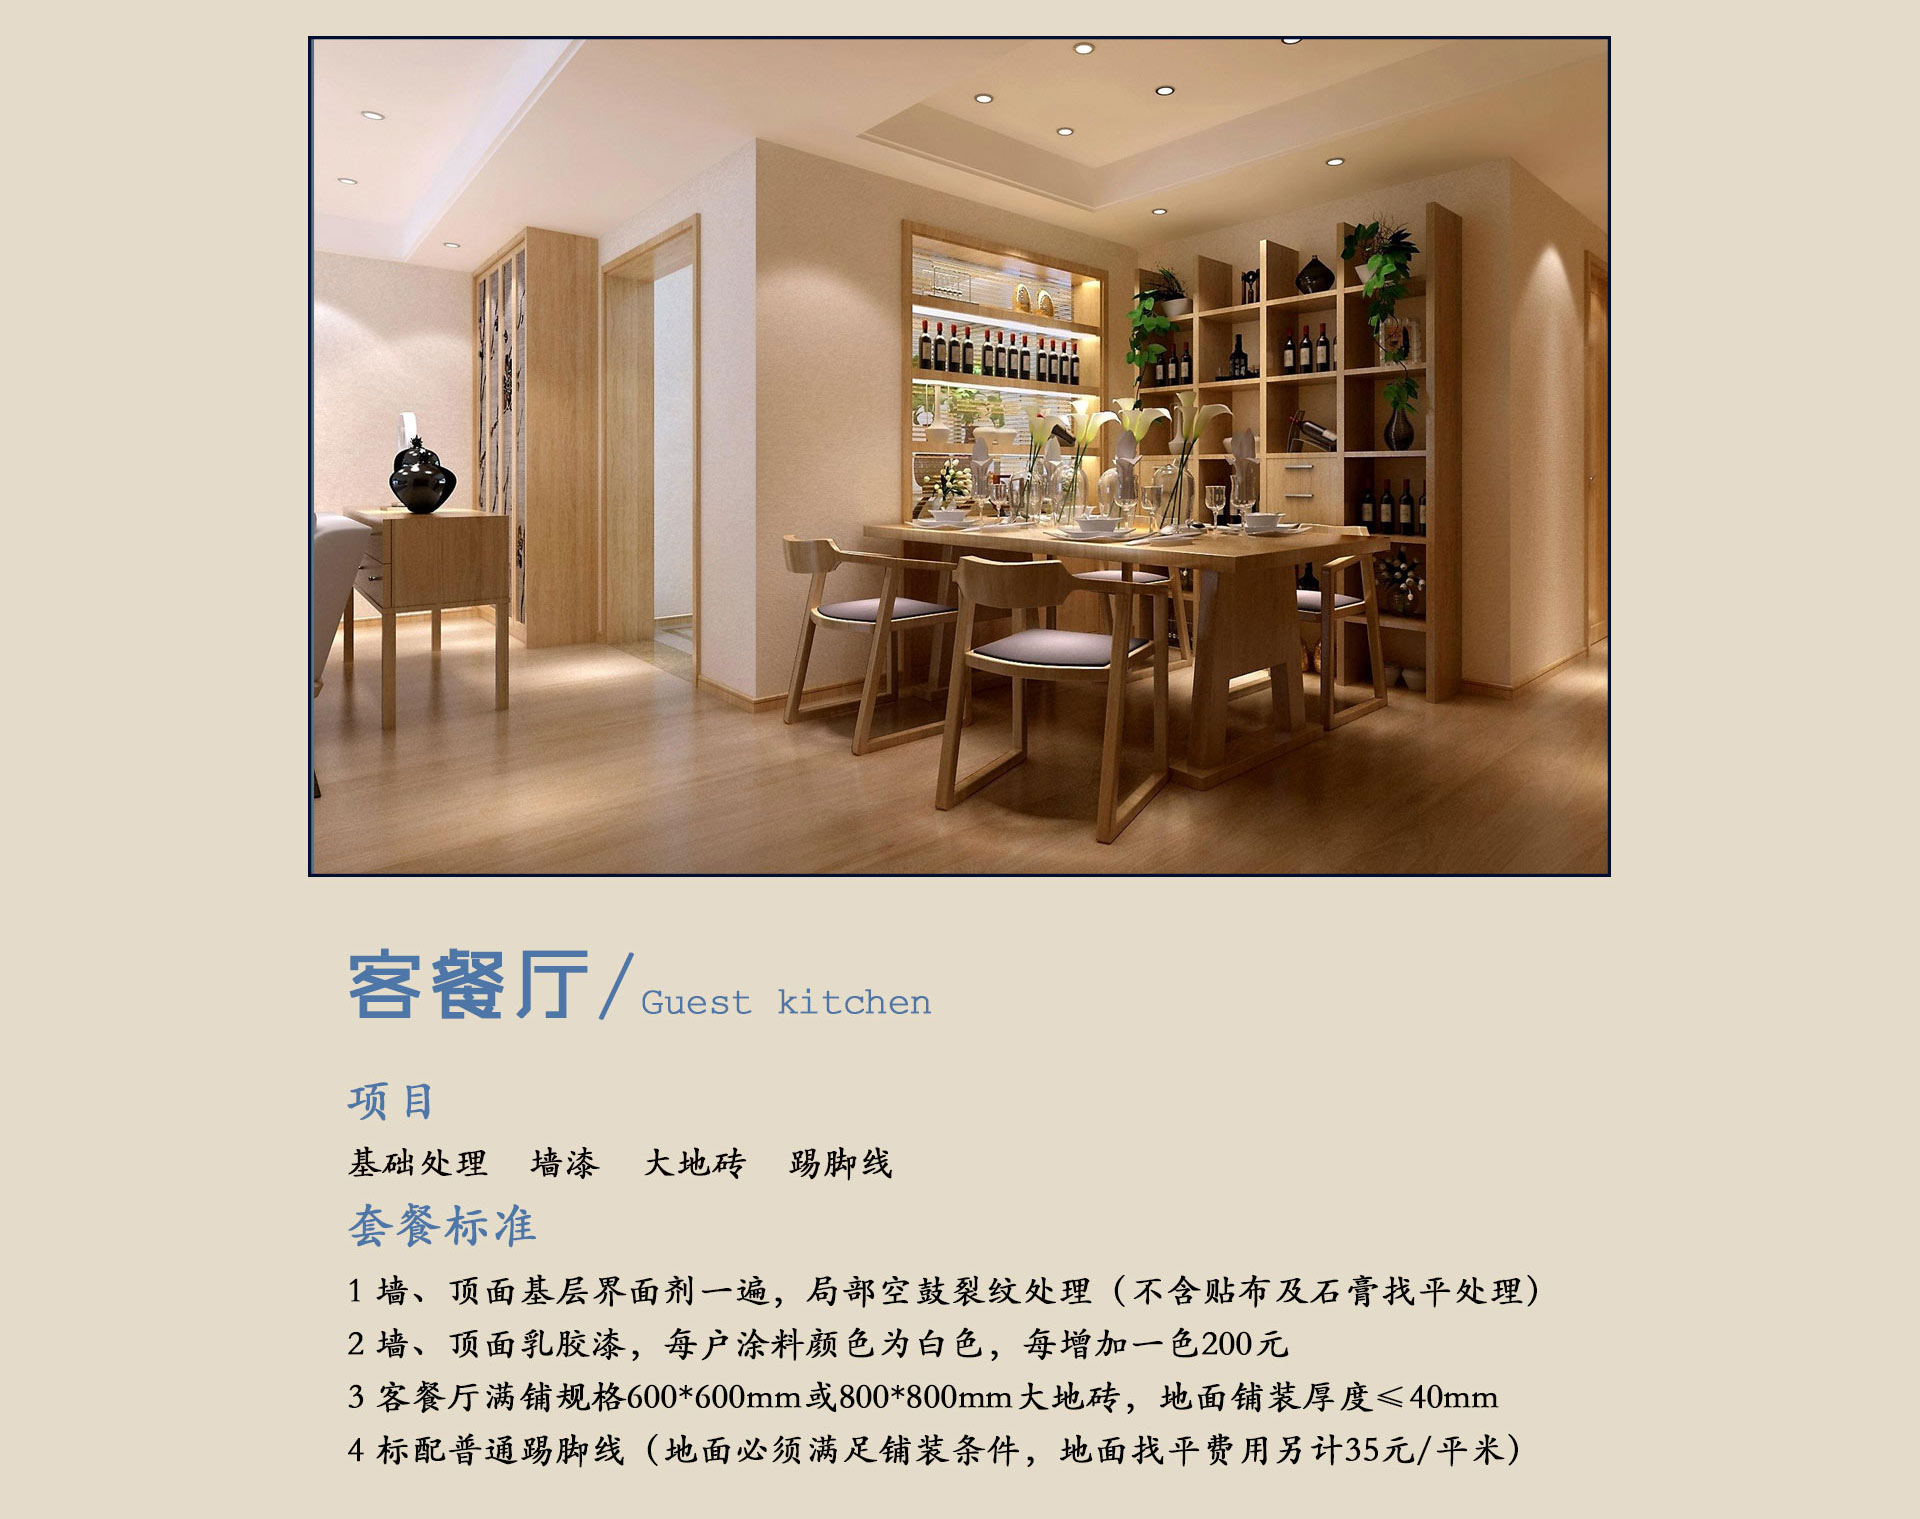 客餐厅/Guest kitchen
项目
基础处理 墙漆 大地砖 踢脚线
套餐标准
1 墙、顶面基层界面剂一遍，局部空鼓裂纹处理（不含贴布及石膏找平处理）
2 墙、顶面乳胶漆，每户涂料颜色为白色，每增加一色200元
3 客餐厅满铺规格600*600mm或800*800mm大地砖，地面铺装厚度≤40mm
4 标配普通踢脚线（地面必须满足铺装条件，地面找平费用另计35元/平米）